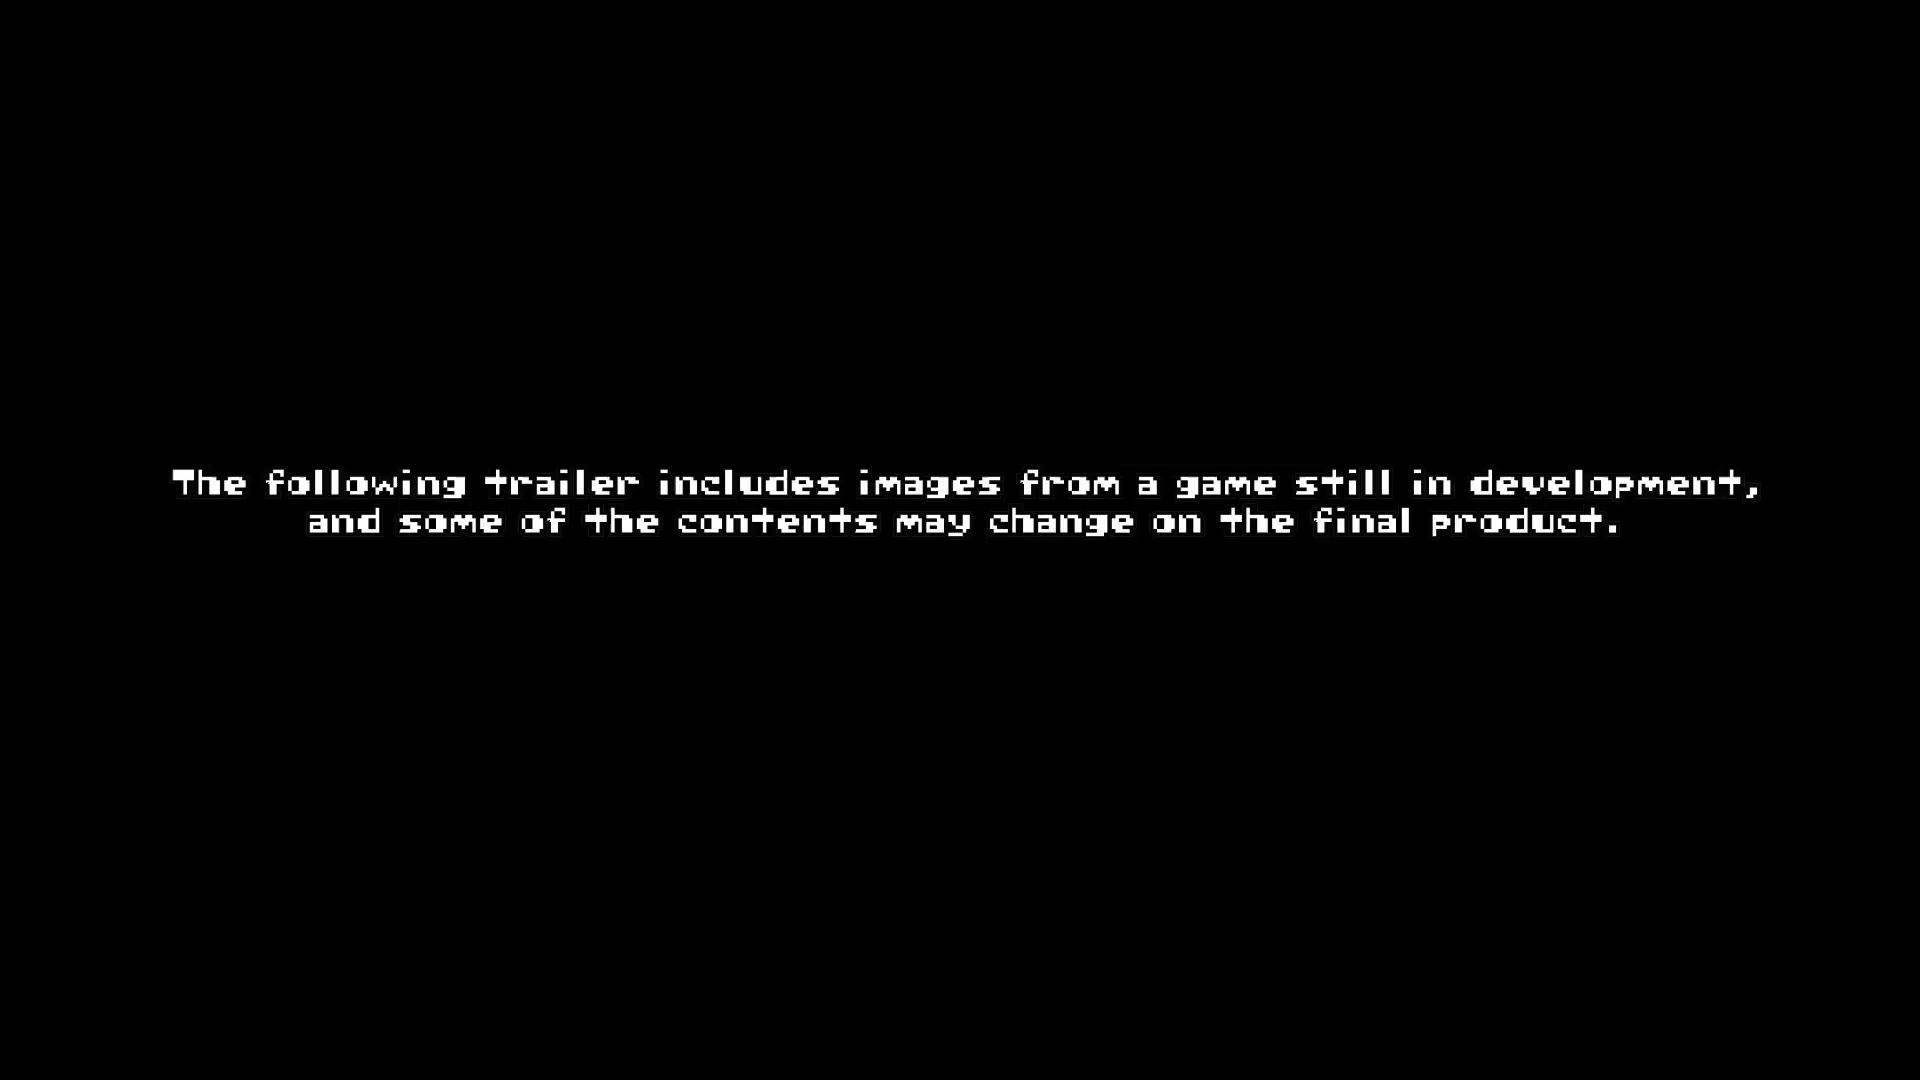 The following trailer includes images from a game still in development,
and some of the contents may change on the final product.